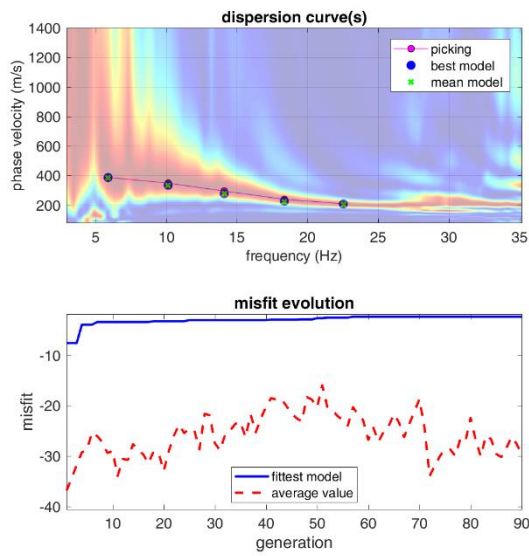 dispersion curve(s)
1400
1200
1000
800
600
400
200
phase velocity (m/s)
picking
best model
mean model
5 10 15 20 25 30 35
frequency (Hz)
misfit evolution
-10
-20
-30
-40
misfit
fittest model
average value
10 20 30 40 50 60 70 80 90
generation